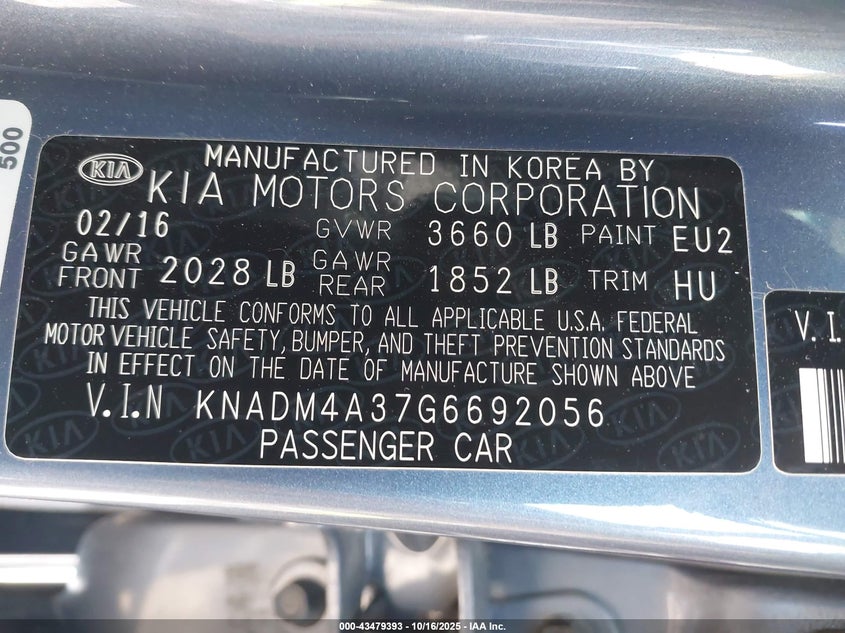 500
KIA
MANUFACTURED IN KOREA BY
KIA MOTORS CORPORATION
02/16 GVWR 3660 LB PAINT EU2
GAWR FRONT 2028 LB GAWR REAR 1852 LB TRIM HU
THIS VEHICLE CONFORMS TO ALL APPLICABLE U.S.A. FEDERAL
MOTOR VEHICLE SAFETY, BUMPER, AND THEFT PREVENTION STANDARDS
IN EFFECT ON THE DATE OF MANUFACTURE SHOWN ABOVE
V.I.N KNADM4A37G6692056
PASSENGER CAR
V.I.
000-43479393 - 10/16/2025 - IAA Inc.